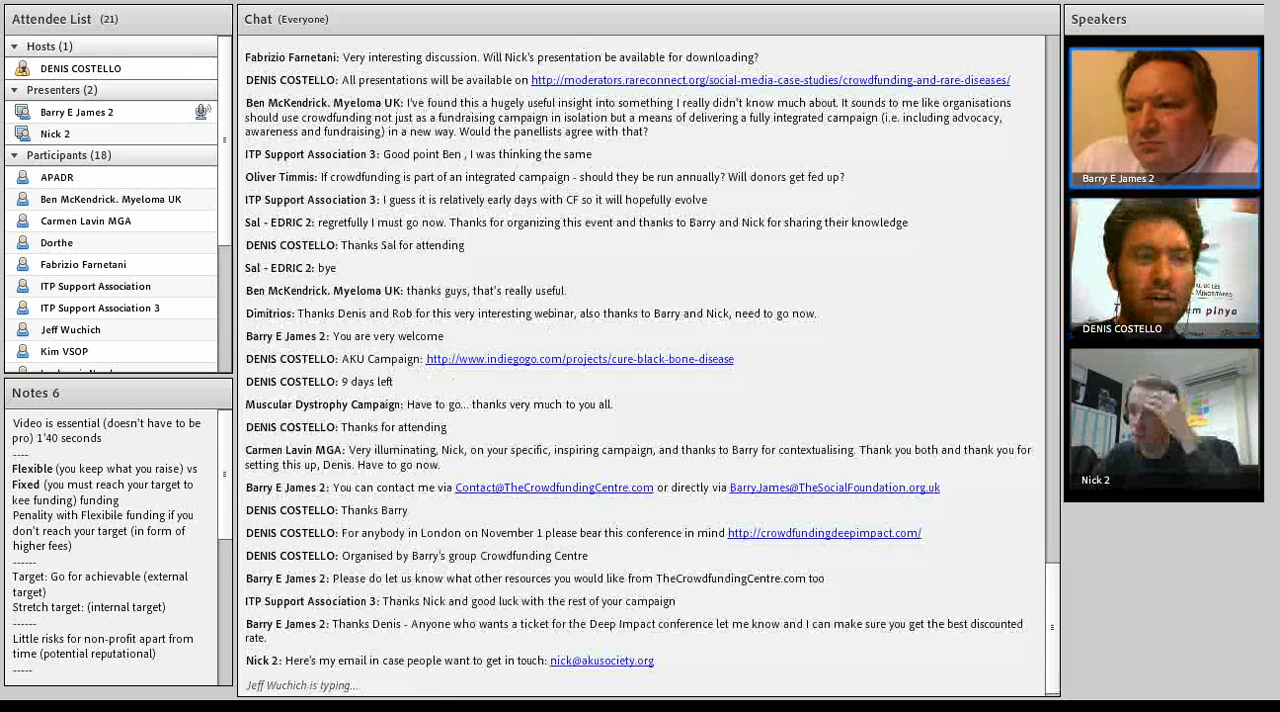 Attendee List (21)
Hosts (1)
DENIS COSTELLO
Presenters (2)
Barry E James 2
Nick 2
Participants (18)
APADR
Ben McKendrick. Myeloma UK
Carmen Lavin MGA
Dorthe
Fabrizio Farnetani
ITP Support Association
ITP Support Association 3
Jeff Wuchich
Kim VSOP
Notes 6
Video is essential (doesn't have to be
pro) 1'40 seconds
----
Flexible (you keep what you raise) vs
Fixed (you must reach your target to
kee funding) funding
Penality with Flexibile funding if you
don't reach your target (in form of
higher fees)
------
Target: Go for achievable (external
target)
Stretch target: (internal target)
------
Little risks for non-profit apart from
time (potential reputational)
-----
Chat (Everyone)
Fabrizio Farnetani: Very interesting discussion. Will Nick's presentation be available for downloading?
DENIS COSTELLO: All presentations will be available on http://moderators.rareconnect.org/social-media-case-studies/crowdfunding-and-rare-diseases/
Ben McKendrick. Myeloma UK: I've found this a hugely useful insight into something I really didn't know much about. It sounds to me like organisations
should use crowdfunding not just as a fundraising campaign in isolation but a means of delivering a fully integrated campaign (i.e. including advocacy,
awareness and fundraising) in a new way. Would the panellists agree with that?
ITP Support Association 3: Good point Ben , I was thinking the same
Oliver Timmis: If crowdfunding is part of an integrated campaign - should they be run annually? Will donors get fed up?
ITP Support Association 3: I guess it is relatively early days with CF so it will hopefully evolve
Sal - EDRIC 2: regretfully I must go now. Thanks for organizing this event and thanks to Barry and Nick for sharing their knowledge
DENIS COSTELLO: Thanks Sal for attending
Sal - EDRIC 2: bye
Ben McKendrick. Myeloma UK: thanks guys, that's really useful.
Dimitrios: Thanks Denis and Rob for this very interesting webinar, also thanks to Barry and Nick, need to go now.
Barry E James 2: You are very welcome
DENIS COSTELLO: AKU Campaign: http://www.indiegogo.com/projects/cure-black-bone-disease
DENIS COSTELLO: 9 days left
Muscular Dystrophy Campaign: Have to go... thanks very much to you all.
DENIS COSTELLO: Thanks for attending
Carmen Lavin MGA: Very illuminating, Nick, on your specific, inspiring campaign, and thanks to Barry for contextualising. Thank you both and thank you for
setting this up, Denis. Have to go now.
Barry E James 2: You can contact me via Contact@TheCrowdfundingCentre.com or directly via Barry.James@TheSocialFoundation.org.uk
DENIS COSTELLO: Thanks Barry
DENIS COSTELLO: For anybody in London on November 1 please bear this conference in mind http://crowdfundingdeepimpact.com/
DENIS COSTELLO: Organised by Barry's group Crowdfunding Centre
Barry E James 2: Please do let us know what other resources you would like from TheCrowdfundingCentre.com too
ITP Support Association 3: Thanks Nick and good luck with the rest of your campaign
Barry E James 2: Thanks Denis - Anyone who wants a ticket for the Deep Impact conference let me know and I can make sure you get the best discounted
rate.
Nick 2: Here's my email in case people want to get in touch: nick@akusociety.org
Jeff Wuchich is typing...
Speakers
Barry E James 2
DENIS COSTELLO
Nick 2